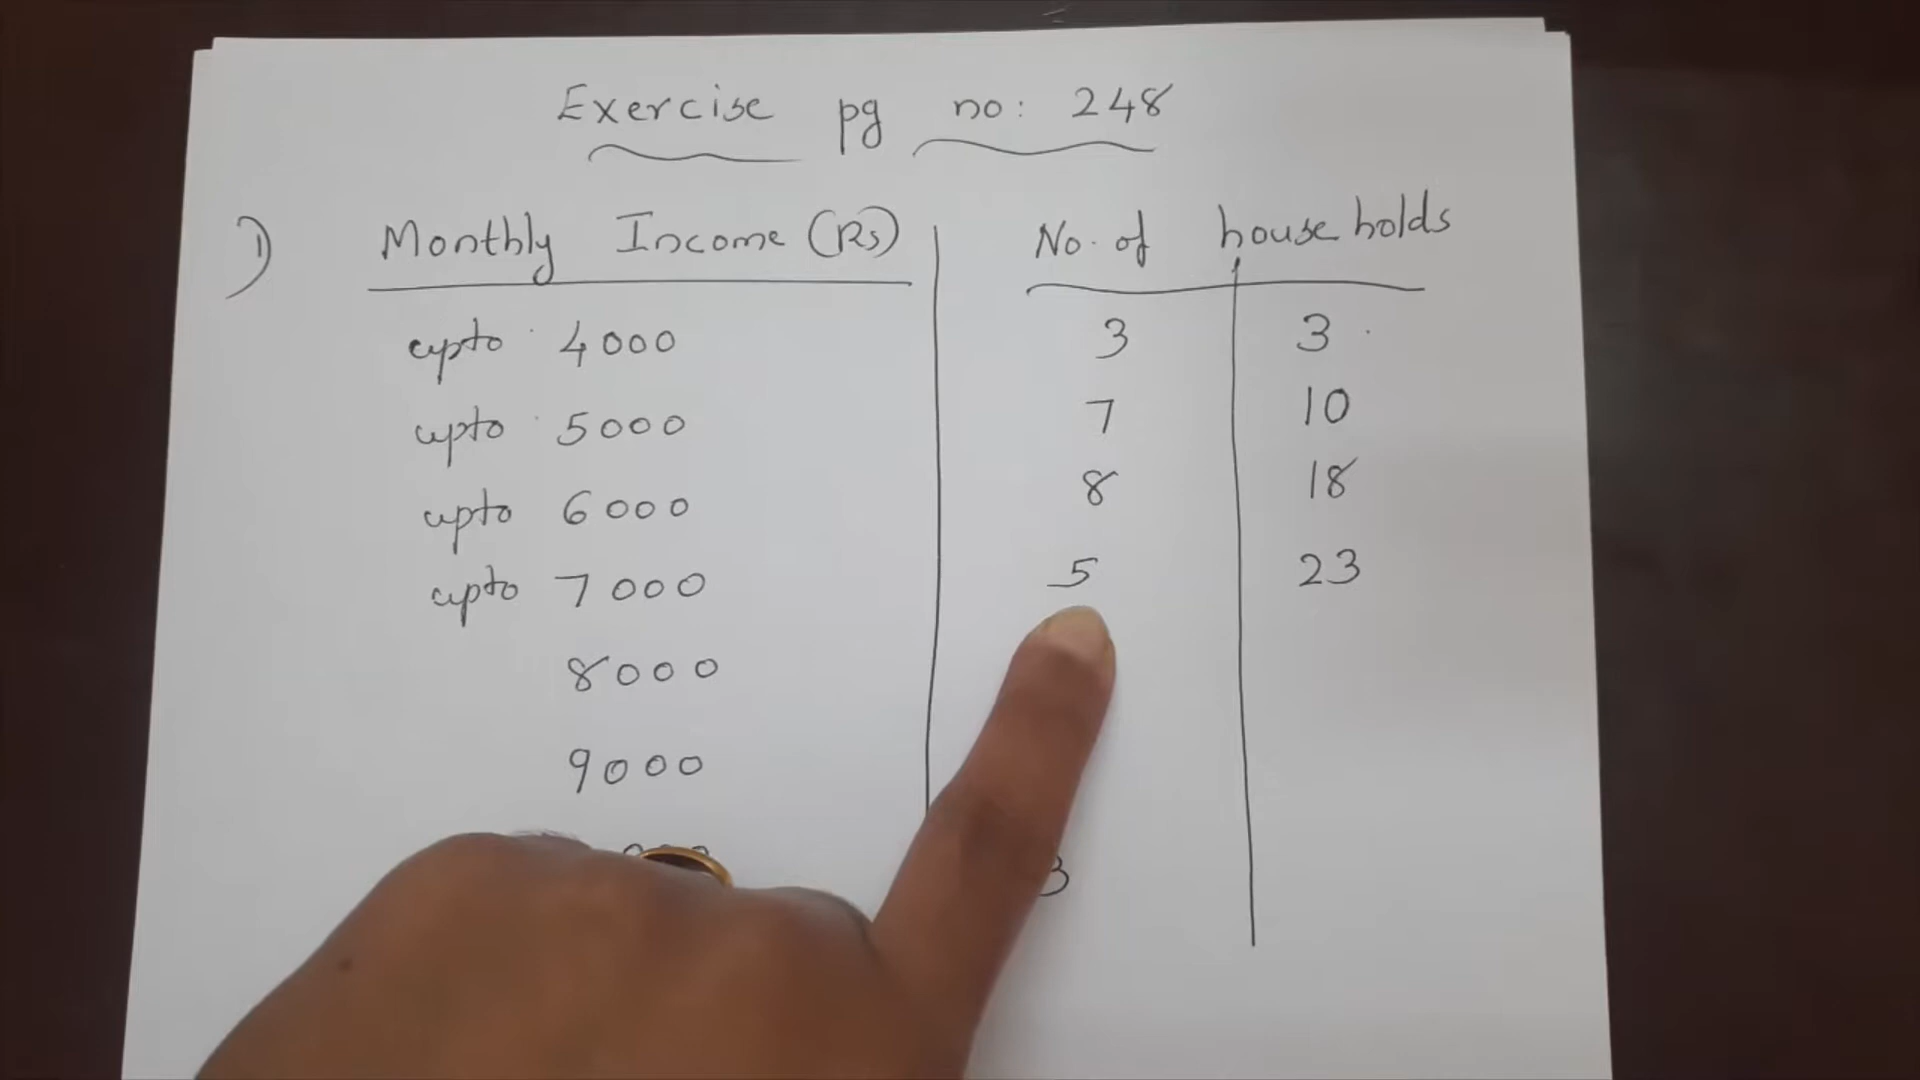 Exercise pg no: 248
1) Monthly Income (Rs) No. of households
upto 4000 3 3
upto 5000 7 10
upto 6000 8 18
upto 7000 5 23
8000
9000
3